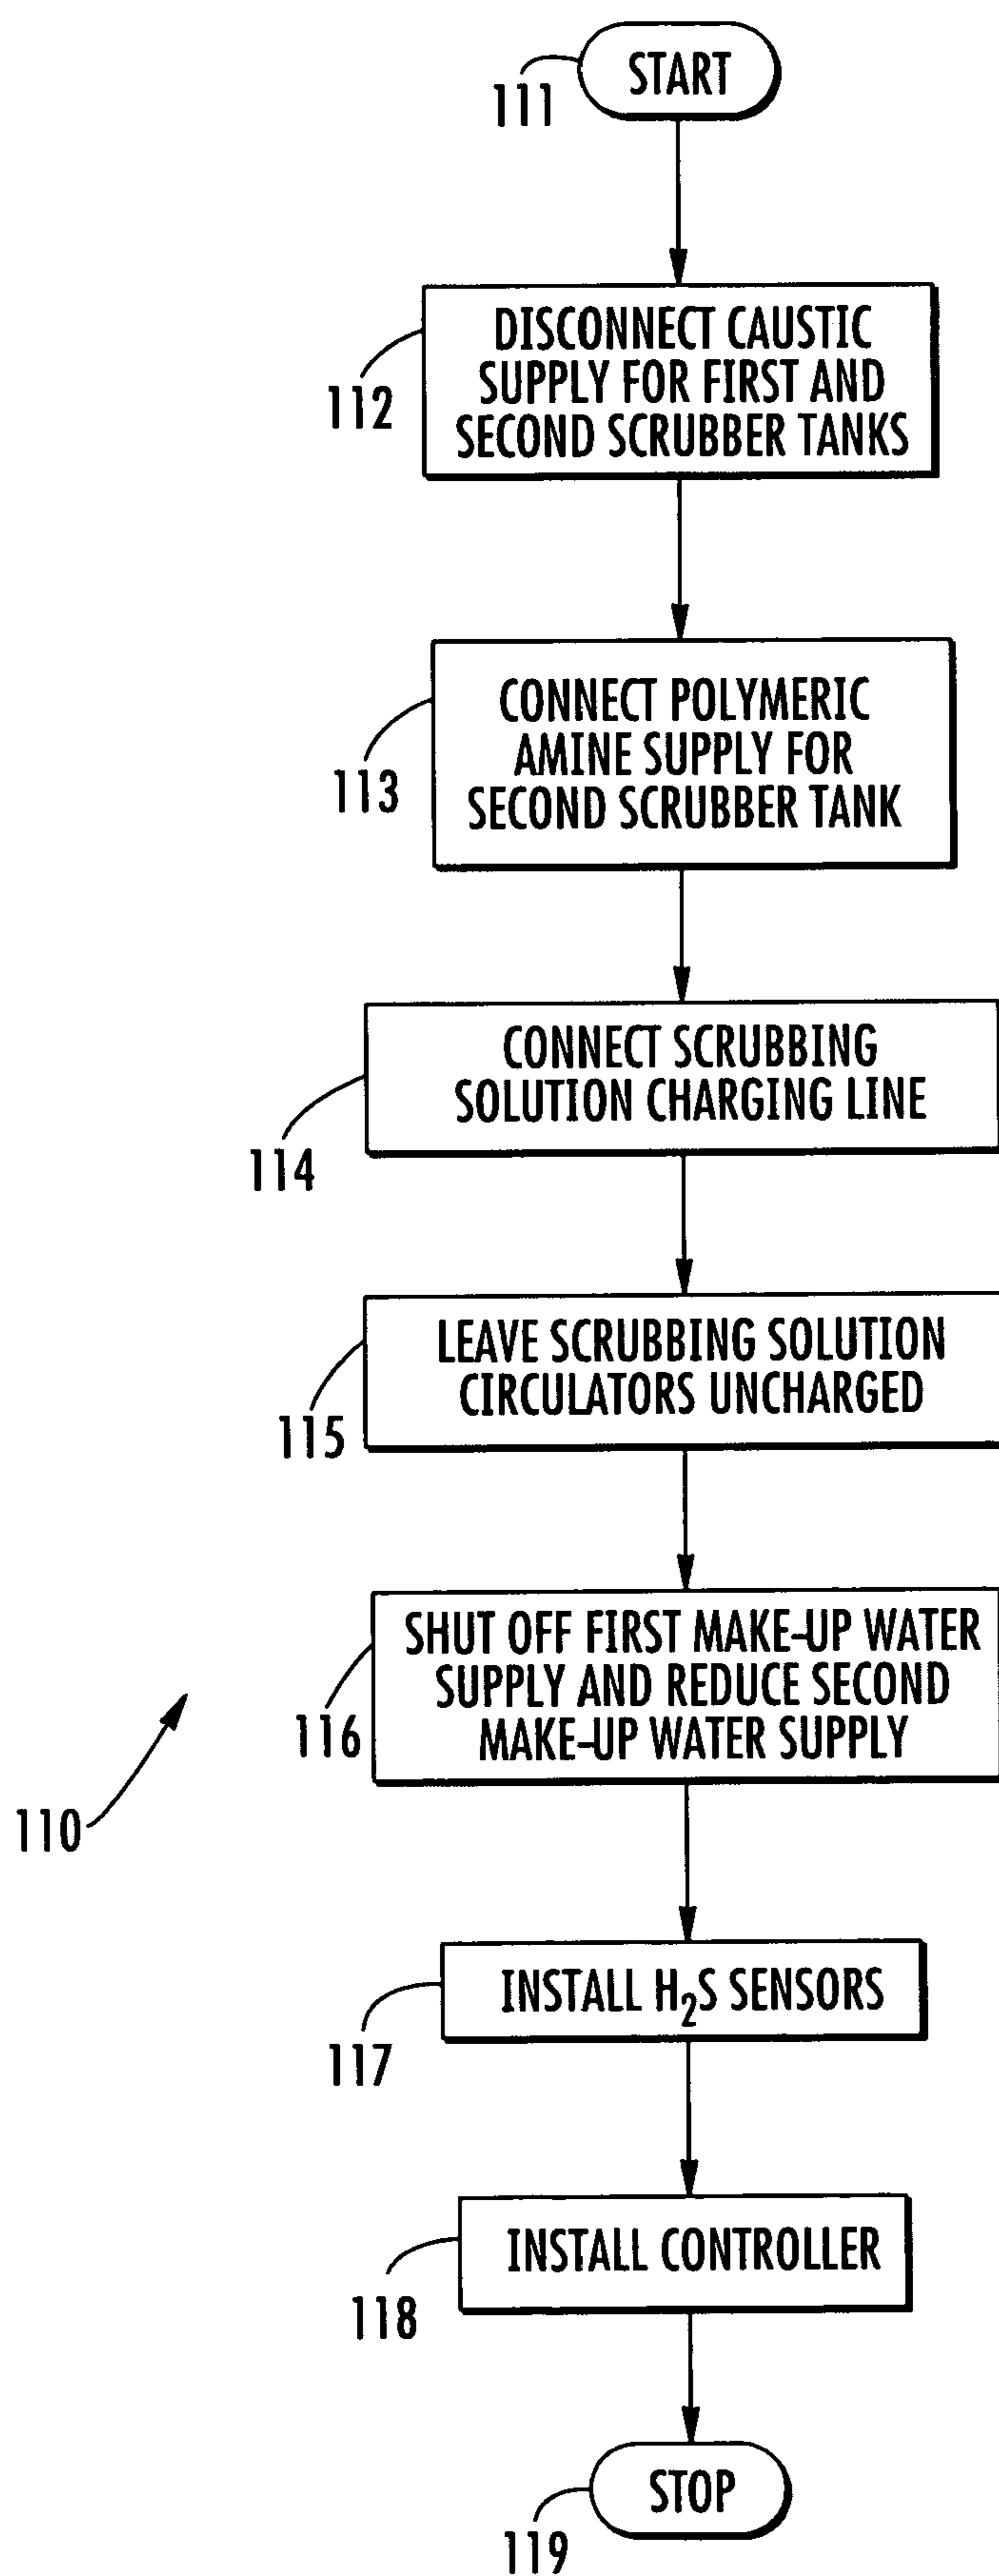 START
111
DISCONNECT CAUSTIC
SUPPLY FOR FIRST AND
SECOND SCRUBBER TANKS
112
CONNECT POLYMERIC
AMINE SUPPLY FOR
SECOND SCRUBBER TANK
113
CONNECT SCRUBBING
SOLUTION CHARGING LINE
114
LEAVE SCRUBBING SOLUTION
CIRCULATORS UNCHARGED
115
SHUT OFF FIRST MAKE-UP WATER
SUPPLY AND REDUCE SECOND
MAKE-UP WATER SUPPLY
116
110
INSTALL H₂S SENSORS
117
INSTALL CONTROLLER
118
STOP
119